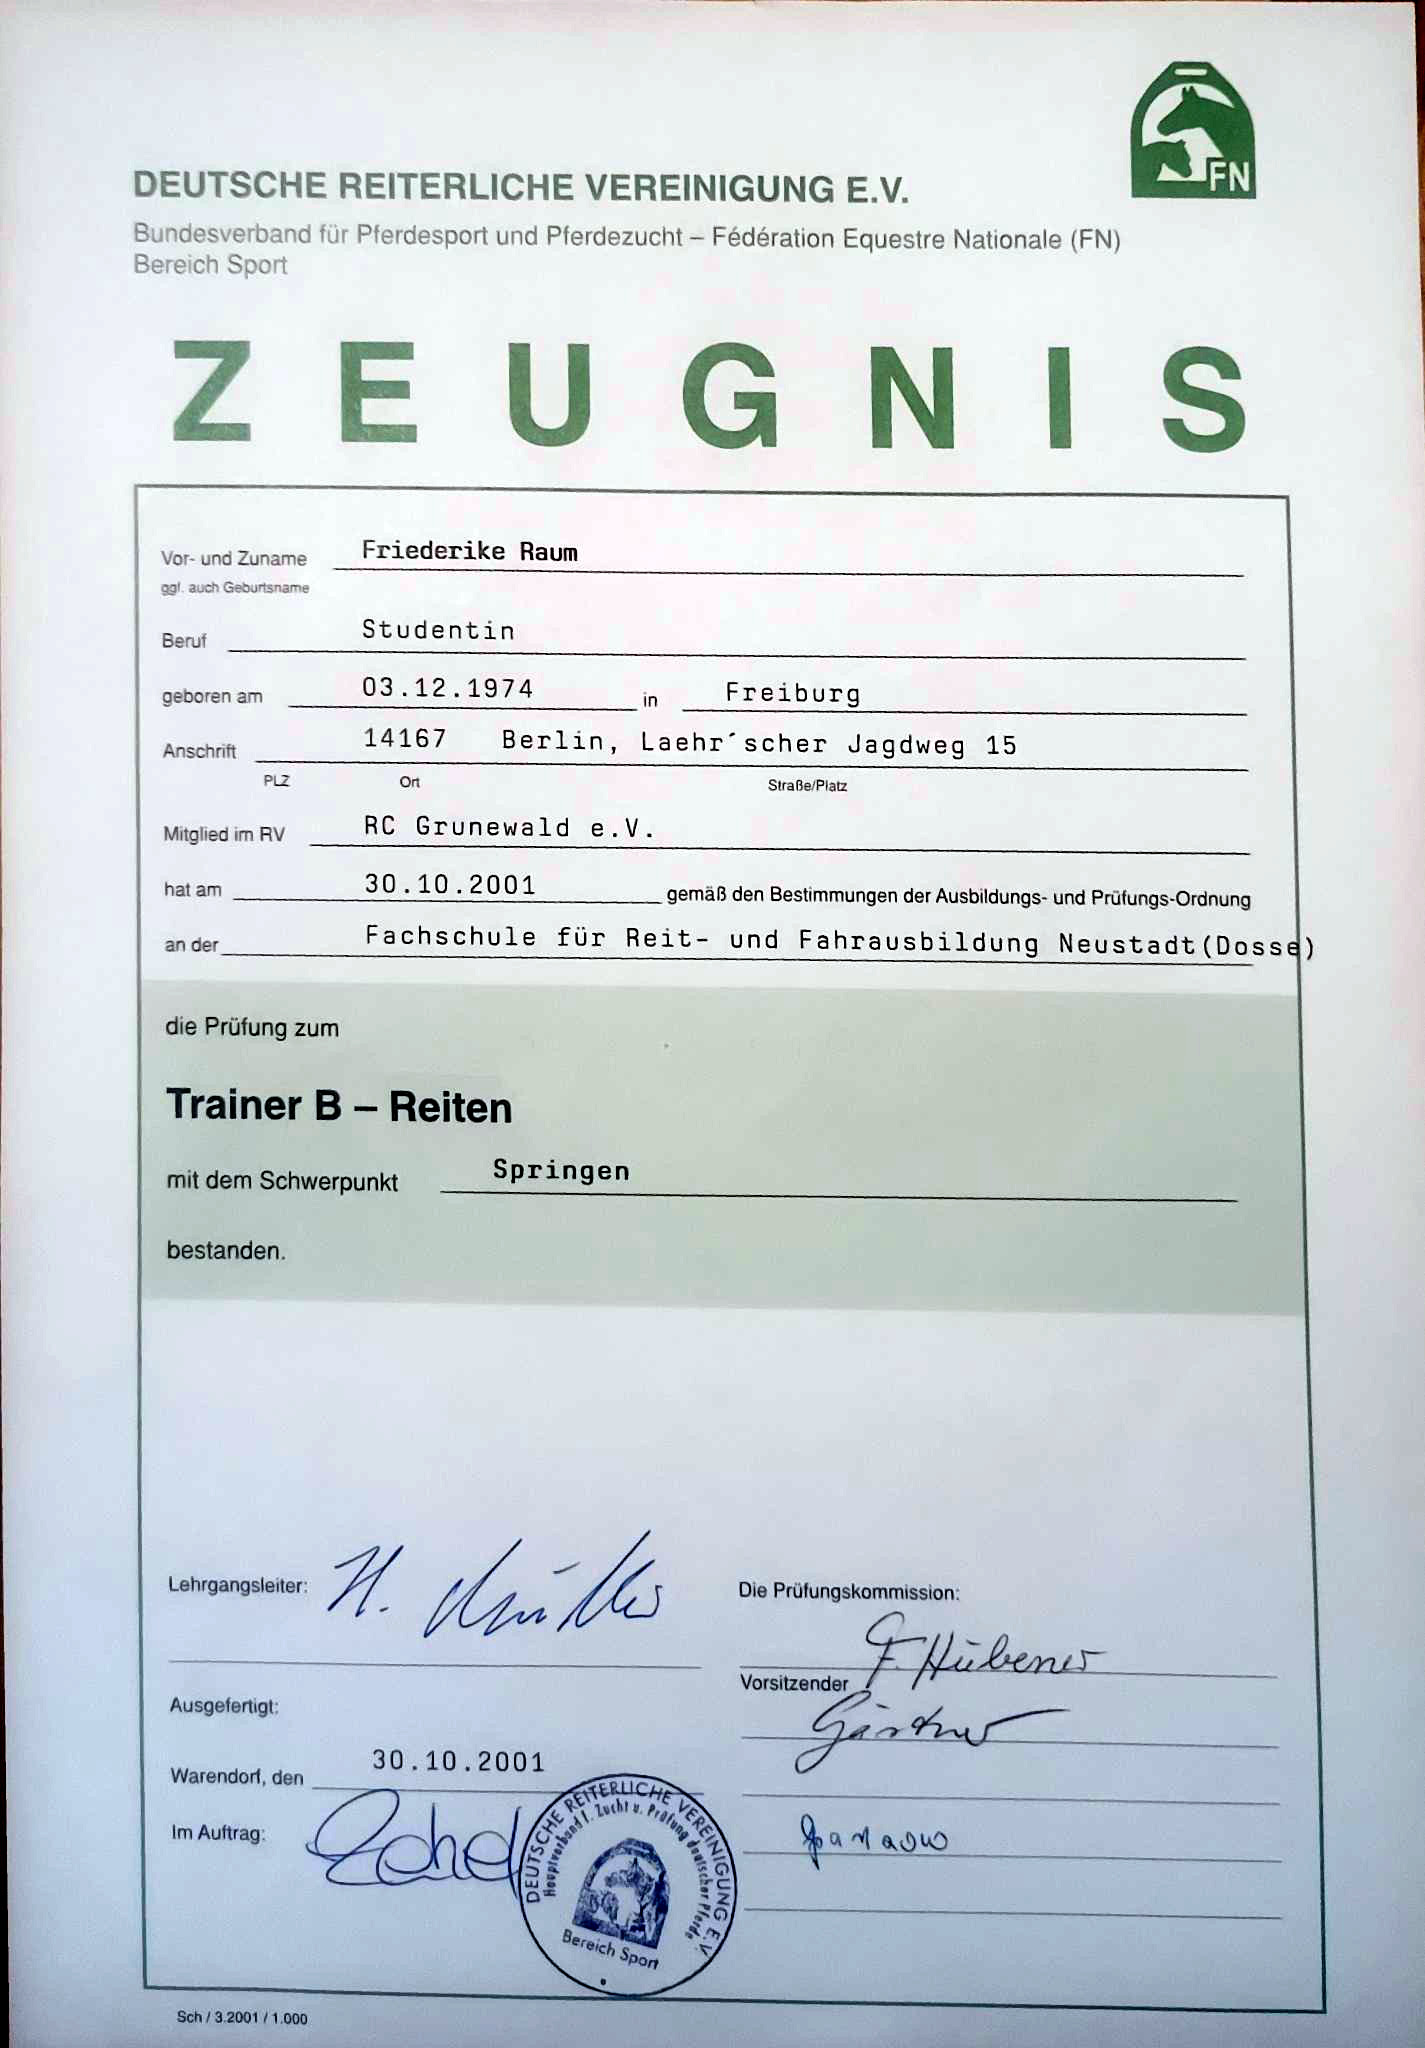 FN
DEUTSCHE REITERLICHE VEREINIGUNG E.V.
Bundesverband für Pferdesport und Pferdezucht – Fédération Equestre Nationale (FN)
Bereich Sport
ZEUGNIS
Vor- und Zuname Friederike Raum
ggl. auch Geburtsname
Beruf Studentin
geboren am 03.12.1974 in Freiburg
Anschrift 14167 Berlin, Laehr´scher Jagdweg 15
PLZ Ort Straße/Platz
Mitglied im RV RC Grunewald e.V.
hat am 30.10.2001 gemäß den Bestimmungen der Ausbildungs- und Prüfungs-Ordnung
an der Fachschule für Reit- und Fahrausbildung Neustadt(Dosse)
die Prüfung zum
Trainer B – Reiten
mit dem Schwerpunkt Springen
bestanden.
Lehrgangsleiter: H. Müller
Die Prüfungskommission:
F. Hübener
Vorsitzender
Gärtner
Ausgefertigt:
Warendorf, den 30.10.2001
Im Auftrag:
DEUTSCHE REITERLICHE VEREINIGUNG E.V.
Hauptverband f. Zucht u. Prüfung deutscher Pferde
Bereich Sport
Sch / 3.2001 / 1.000